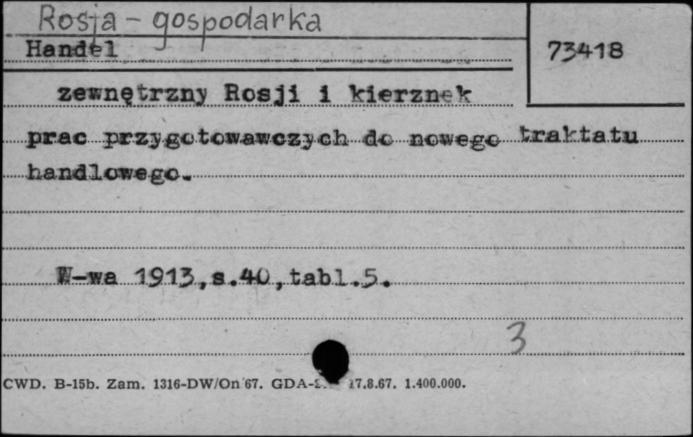 Rosja - gospodarka
Handel
73418
zewnętrzny Rosji i kierznek
prac przygotowawczych do nowego traktatu
handlowego.
W-wa 1913,s.40,tabl.5.
3
CWD. B-15b. Zam. 1316-DW/On 67. GDA- 17.8.67. 1.400.000.